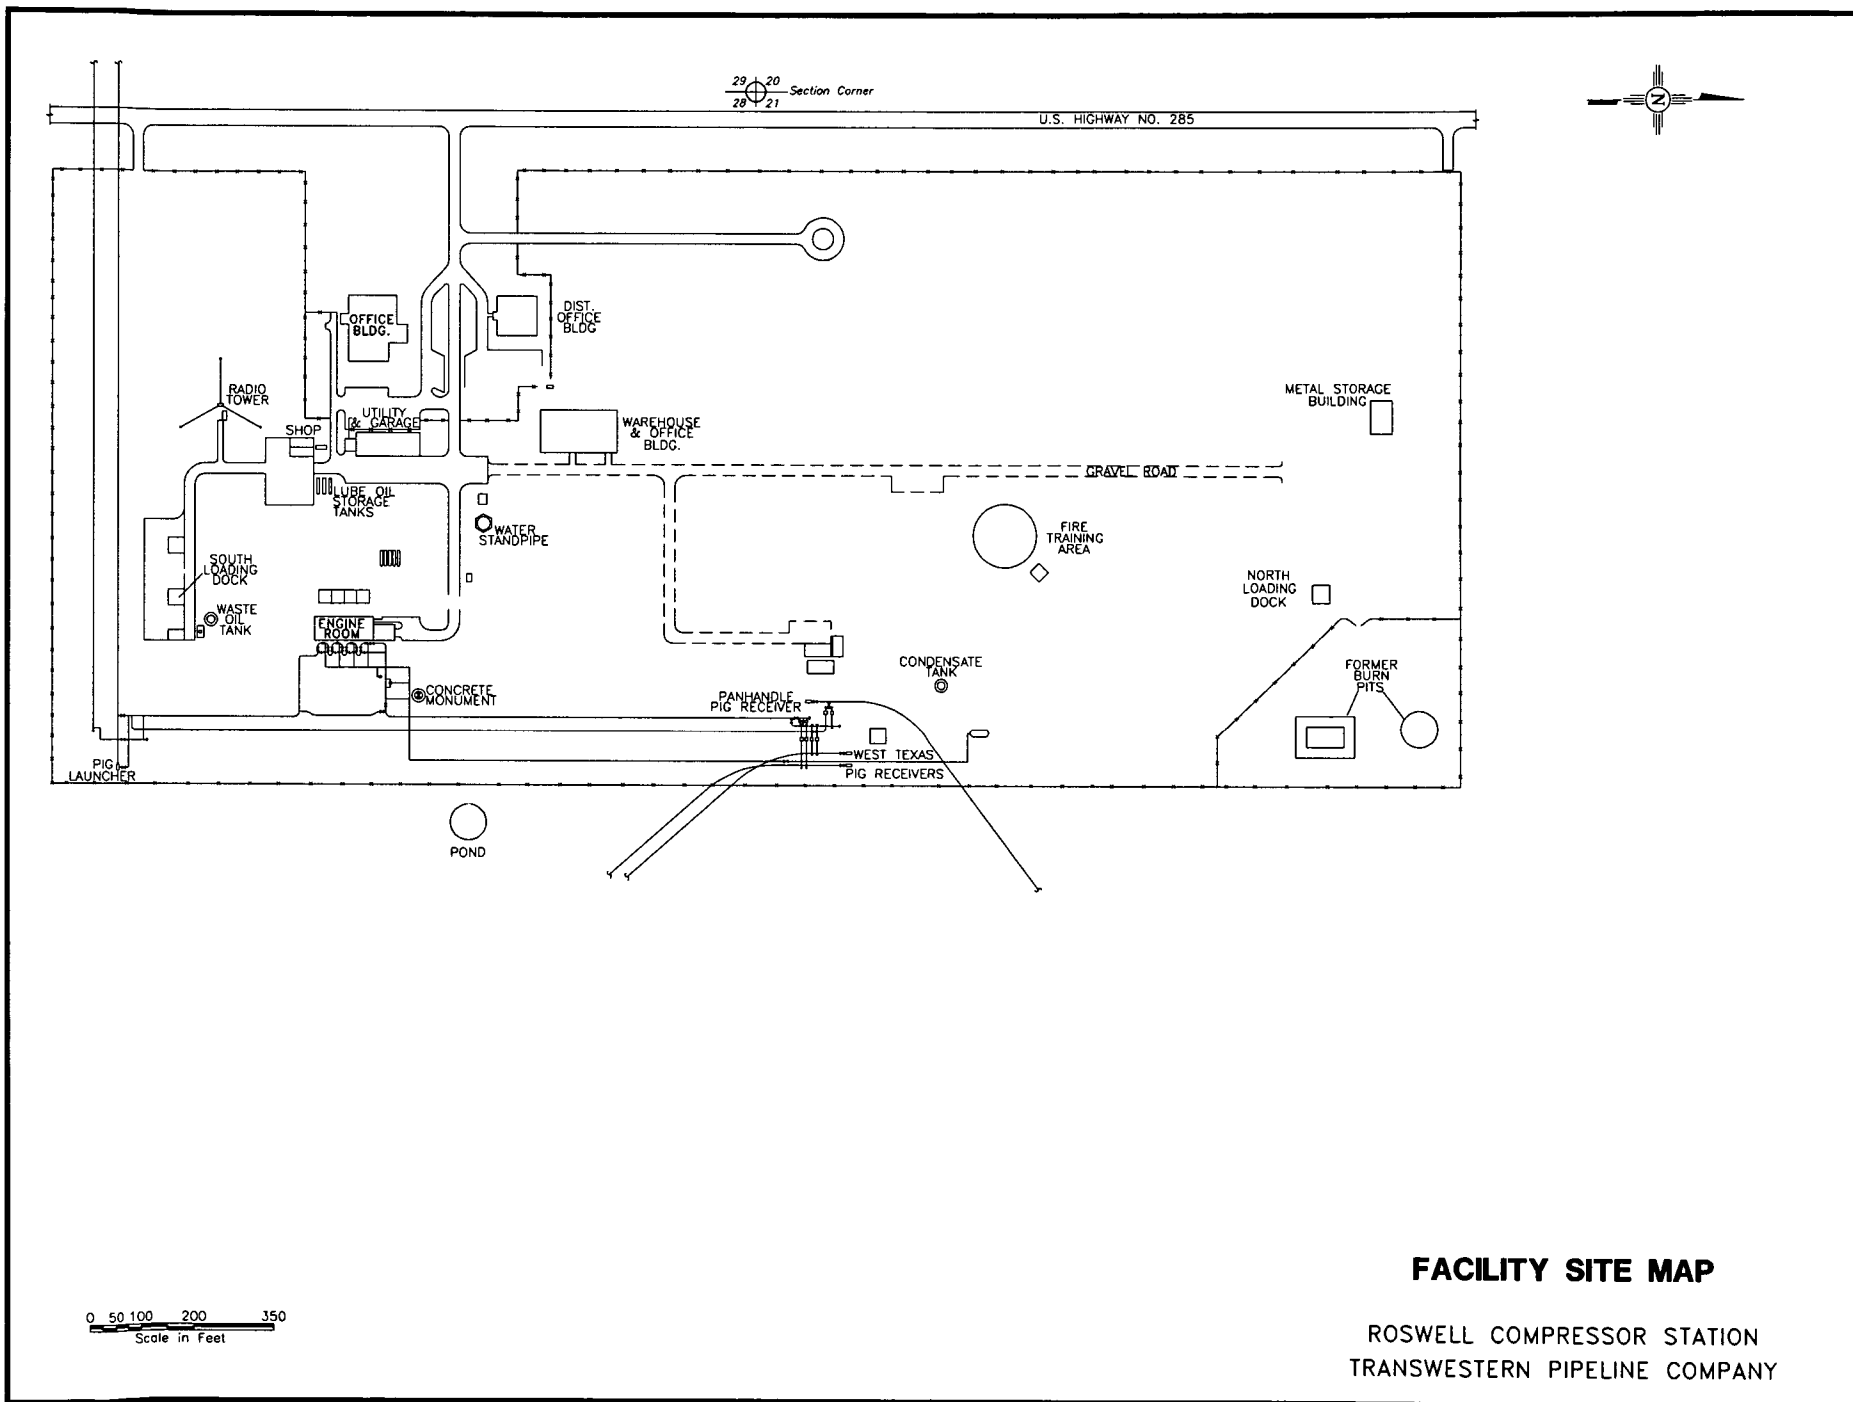 29 20
Section Corner
28 21
U.S. HIGHWAY NO. 285
N
DIST.
OFFICE
BLDG
OFFICE
BLDG.
RADIO
TOWER
METAL STORAGE
BUILDING
UTILITY
& GARAGE
SHOP
WAREHOUSE
& OFFICE
BLDG.
GRAVEL ROAD
LUBE OIL
STORAGE
TANKS
WATER
STANDPIPE
FIRE
TRAINING
AREA
SOUTH
LOADING
DOCK
NORTH
LOADING
DOCK
WASTE
OIL
TANK
ENGINE
ROOM
CONDENSATE
TANK
FORMER
BURN
PITS
CONCRETE
MONUMENT
PANHANDLE
PIG RECEIVER
WEST TEXAS
PIG RECEIVERS
PIG
LAUNCHER
POND
FACILITY SITE MAP
0 50 100 200 350
Scale in Feet
ROSWELL COMPRESSOR STATION
TRANSWESTERN PIPELINE COMPANY